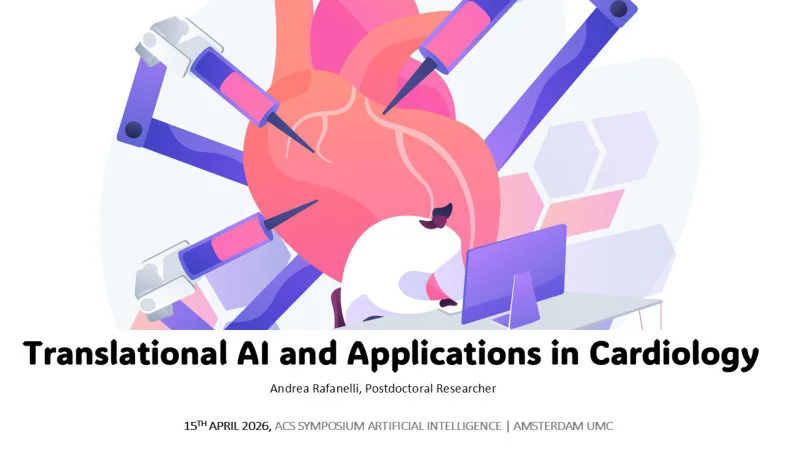 Translational AI and Applications in Cardiology
Andrea Rafanelli, Postdoctoral Researcher
15TH APRIL 2026, ACS SYMPOSIUM ARTIFICIAL INTELLIGENCE | AMSTERDAM UMC